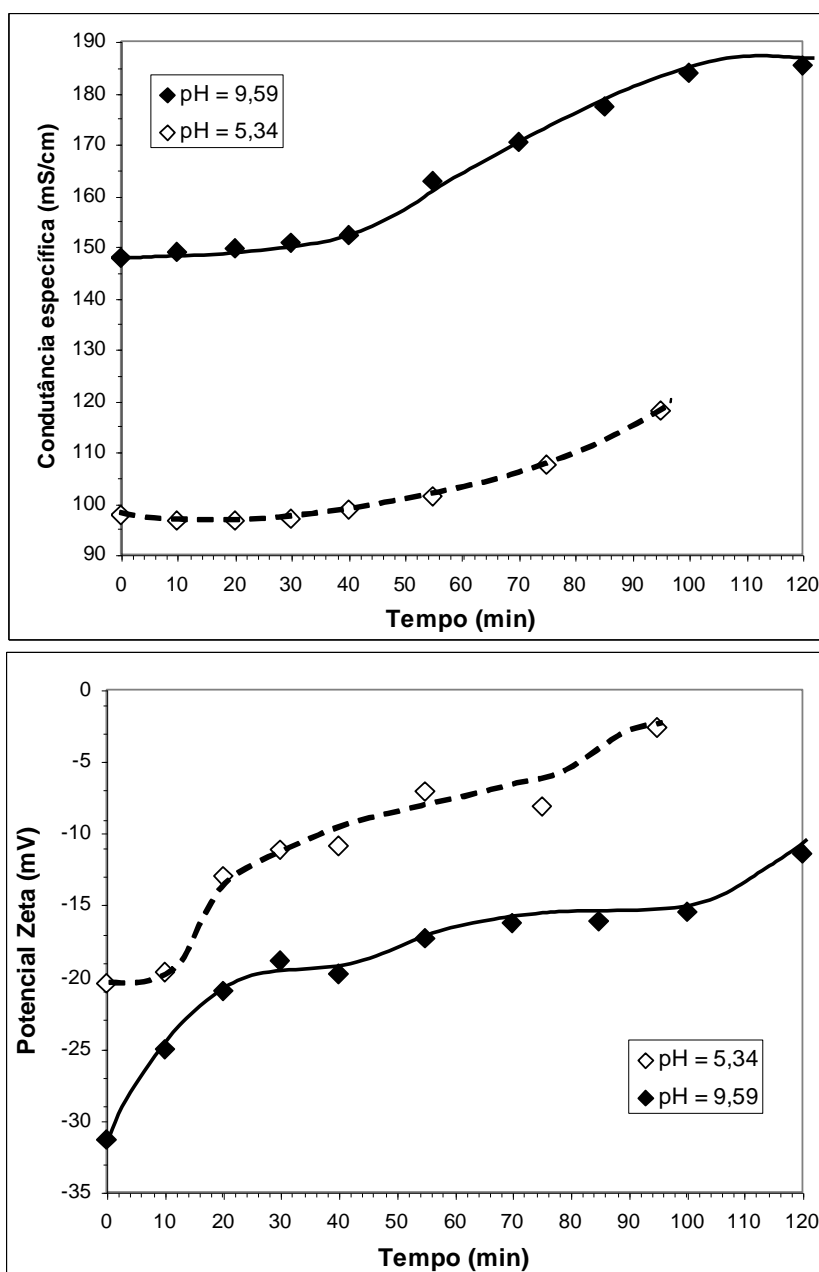 190
180
170
160
150
140
130
120
110
100
90
Condutância específica (mS/cm)
pH = 9,59
pH = 5,34
0 10 20 30 40 50 60 70 80 90 100 110 120
Tempo (min)
0
-5
-10
-15
-20
-25
-30
-35
Potencial Zeta (mV)
pH = 5,34
pH = 9,59
0 10 20 30 40 50 60 70 80 90 100 110 120
Tempo (min)